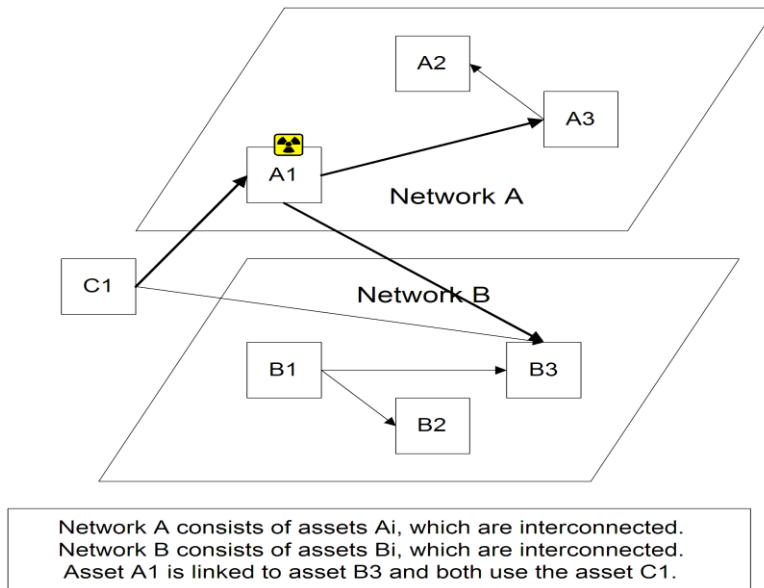 A2
A3
A1
Network A
C1
Network B
B1
B3
B2
Network A consists of assets Ai, which are interconnected.
Network B consists of assets Bi, which are interconnected.
Asset A1 is linked to asset B3 and both use the asset C1.